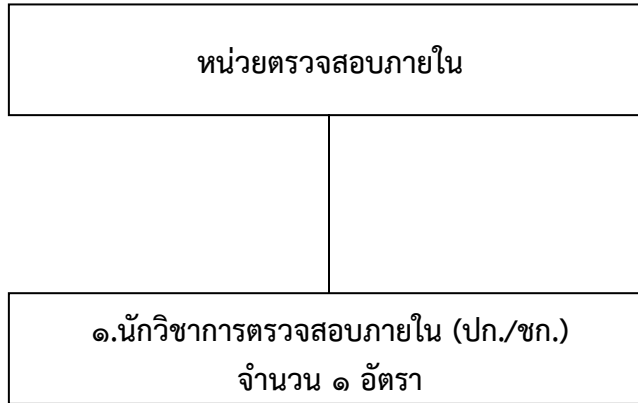 หน่วยตรวจสอบภายใน
๑.นักวิชาการตรวจสอบภายใน (ปก./ชก.)
จำนวน ๑ อัตรา